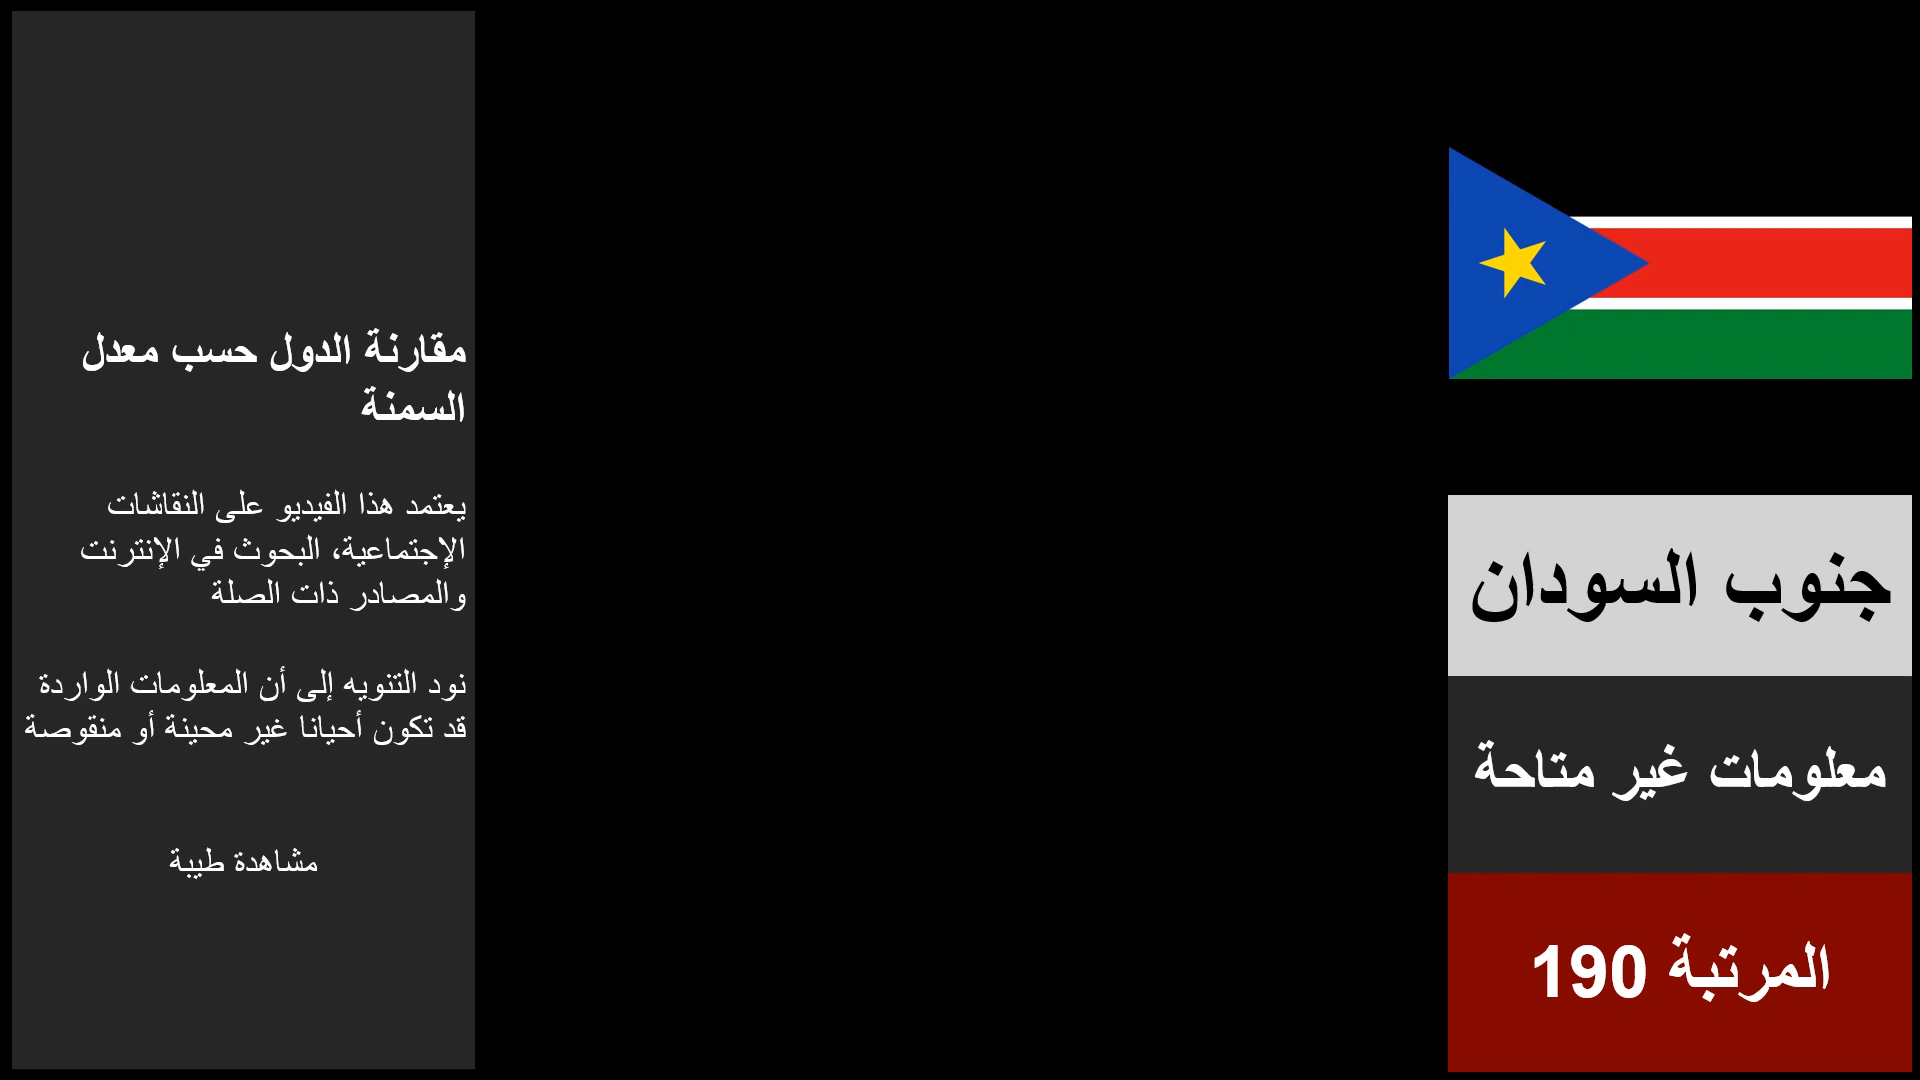 مقارنة الدول حسب معدل
السمنة
يعتمد هذا الفيديو على النقاشات
الإجتماعية، البحوث في الإنترنت
والمصادر ذات الصلة
نود التنويه إلى أن المعلومات الواردة
قد تكون أحيانا غير محينة أو منقوصة
مشاهدة طيبة
جنوب السودان
معلومات غير متاحة
المرتبة 190